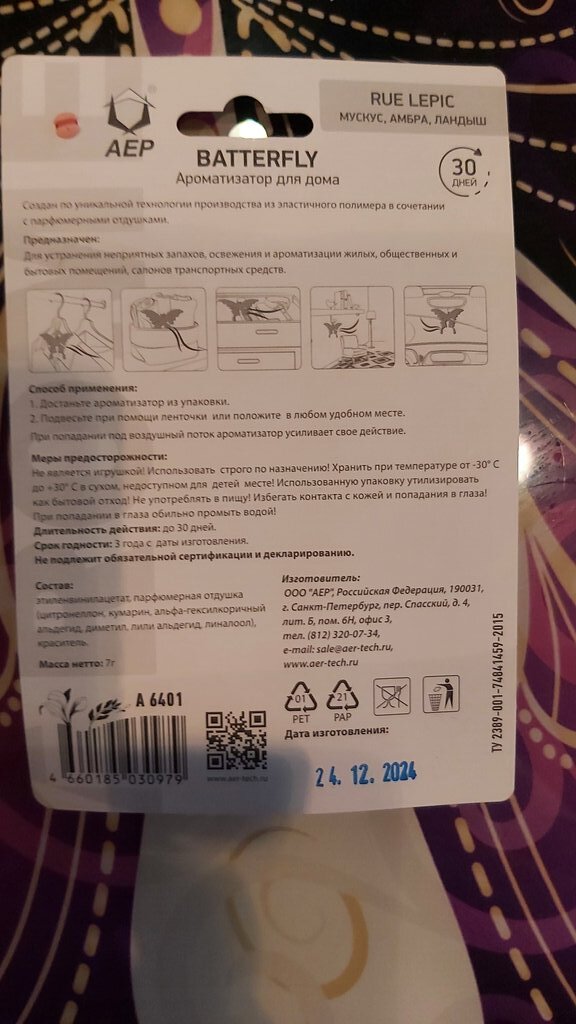 RUE LEPIC
МУСКУС, АМБРА, ЛАНДЫШ
АЕР
BATTERFLY
Ароматизатор для дома
30
ДНЕЙ
Создан по уникальной технологии производства из эластичного полимера в сочетании
с парфюмерными отдушками.
Предназначен:
Для устранения неприятных запахов, освежения и ароматизации жилых, общественных и
бытовых помещений, салонов транспортных средств.
Способ применения:
1. Достаньте ароматизатор из упаковки.
2. Подвесьте при помощи ленточки или положите в любом удобном месте.
При попадании под воздушный поток ароматизатор усиливает свое действие.
Меры предосторожности:
Не является игрушкой! Использовать строго по назначению! Хранить при температуре от -30° С
до +30° С в сухом, недоступном для детей месте! Использованную упаковку утилизировать
как бытовой отход! Не употреблять в пищу! Избегать контакта с кожей и попадания в глаза!
При попадании в глаза обильно промыть водой!
Длительность действия: до 30 дней.
Срок годности: 3 года с даты изготовления.
Не подлежит обязательной сертификации и декларированию.
Состав:
этиленвинилацетат, парфюмерная отдушка
(цитронеллон, кумарин, альфа-гексилкоричный
альдегид, диметил, лили альдегид, линалоол),
краситель.
Масса нетто: 7г
Изготовитель:
ООО "АЕР", Российская Федерация, 190031,
г. Санкт-Петербург, пер. Спасский, д. 4,
лит. Б, пом. 6Н, офис 3,
тел. (812) 320-07-34,
e-mail: sale@aer-tech.ru,
www.aer-tech.ru
А 6401
4 660185 030979
www.aer-tech.ru
01
PET
21
PAP
Дата изготовления:
24. 12. 2024
ТУ 2389-001-74841459-2015